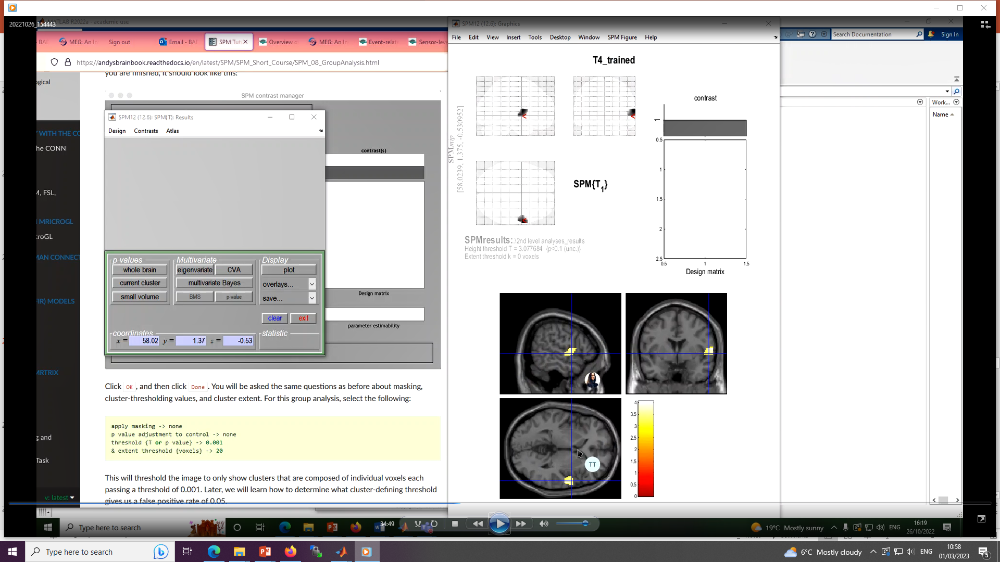 20221026_154443
MATLAB R2022a - academic use
MEG: An In
Sign out
Email - BA
SPM Tut
Overview o
MEG: An In
Event-relat
Sensor-lev
https://andysbrainbook.readthedocs.io/en/latest/SPM/SPM_Short_Course/SPM_08_GroupAnalysis.html
ogical
Y WITH THE CO
he CONN
M, FSL,
MRICROGL
croGL
MAN CONNECT
FIR) MODELS
MRTRIX
g and
Task
v: latest
you are finished, it should look like this:
SPM contrast manager
contrast(s)
Design matrix
parameter estimability
SPM12 (12.6): SPM{T}: Results
Design Contrasts Atlas
p-values
whole brain
current cluster
small volume
Multivariate
eigenvariate CVA
multivariate Bayes
BMS p-value
Display
plot
overlays...
save...
clear exit
coordinates
x = 58.02 y = 1.37 z = -0.53
statistic
Click OK , and then click Done . You will be asked the same questions as before about masking,
cluster-thresholding values, and cluster extent. For this group analysis, select the following:
apply masking -> none
p value adjustment to control -> none
threshold {T or p value} -> 0.001
& extent threshold {voxels} -> 20
This will threshold the image to only show clusters that are composed of individual voxels each
passing a threshold of 0.001. Later, we will learn how to determine what cluster-defining threshold
gives us a false positive rate of 0.05.
SPM12 (12.6): Graphics
File Edit View Insert Tools Desktop Window SPM Figure Help
T4_trained
SPMmip
[58.0239, 1.375, -0.530952]
<
<
<
SPM{T1}
SPMresults: .\2nd level analyses_results
Height threshold T = 3.077684 {p<0.1 (unc.)}
Extent threshold k = 0 voxels
contrast
1
0.5
1
1.5
2
2.5
0.5 1 1.5
Design matrix
4
3.5
3
2.5
2
1.5
1
0.5
0
TT
Search Documentation
Sign In
Work...
Name
34:49
Type here to search
19°C Mostly sunny
ENG
16:19
26/10/2022
Type here to search
6°C Mostly cloudy
ENG
10:58
01/03/2023
5